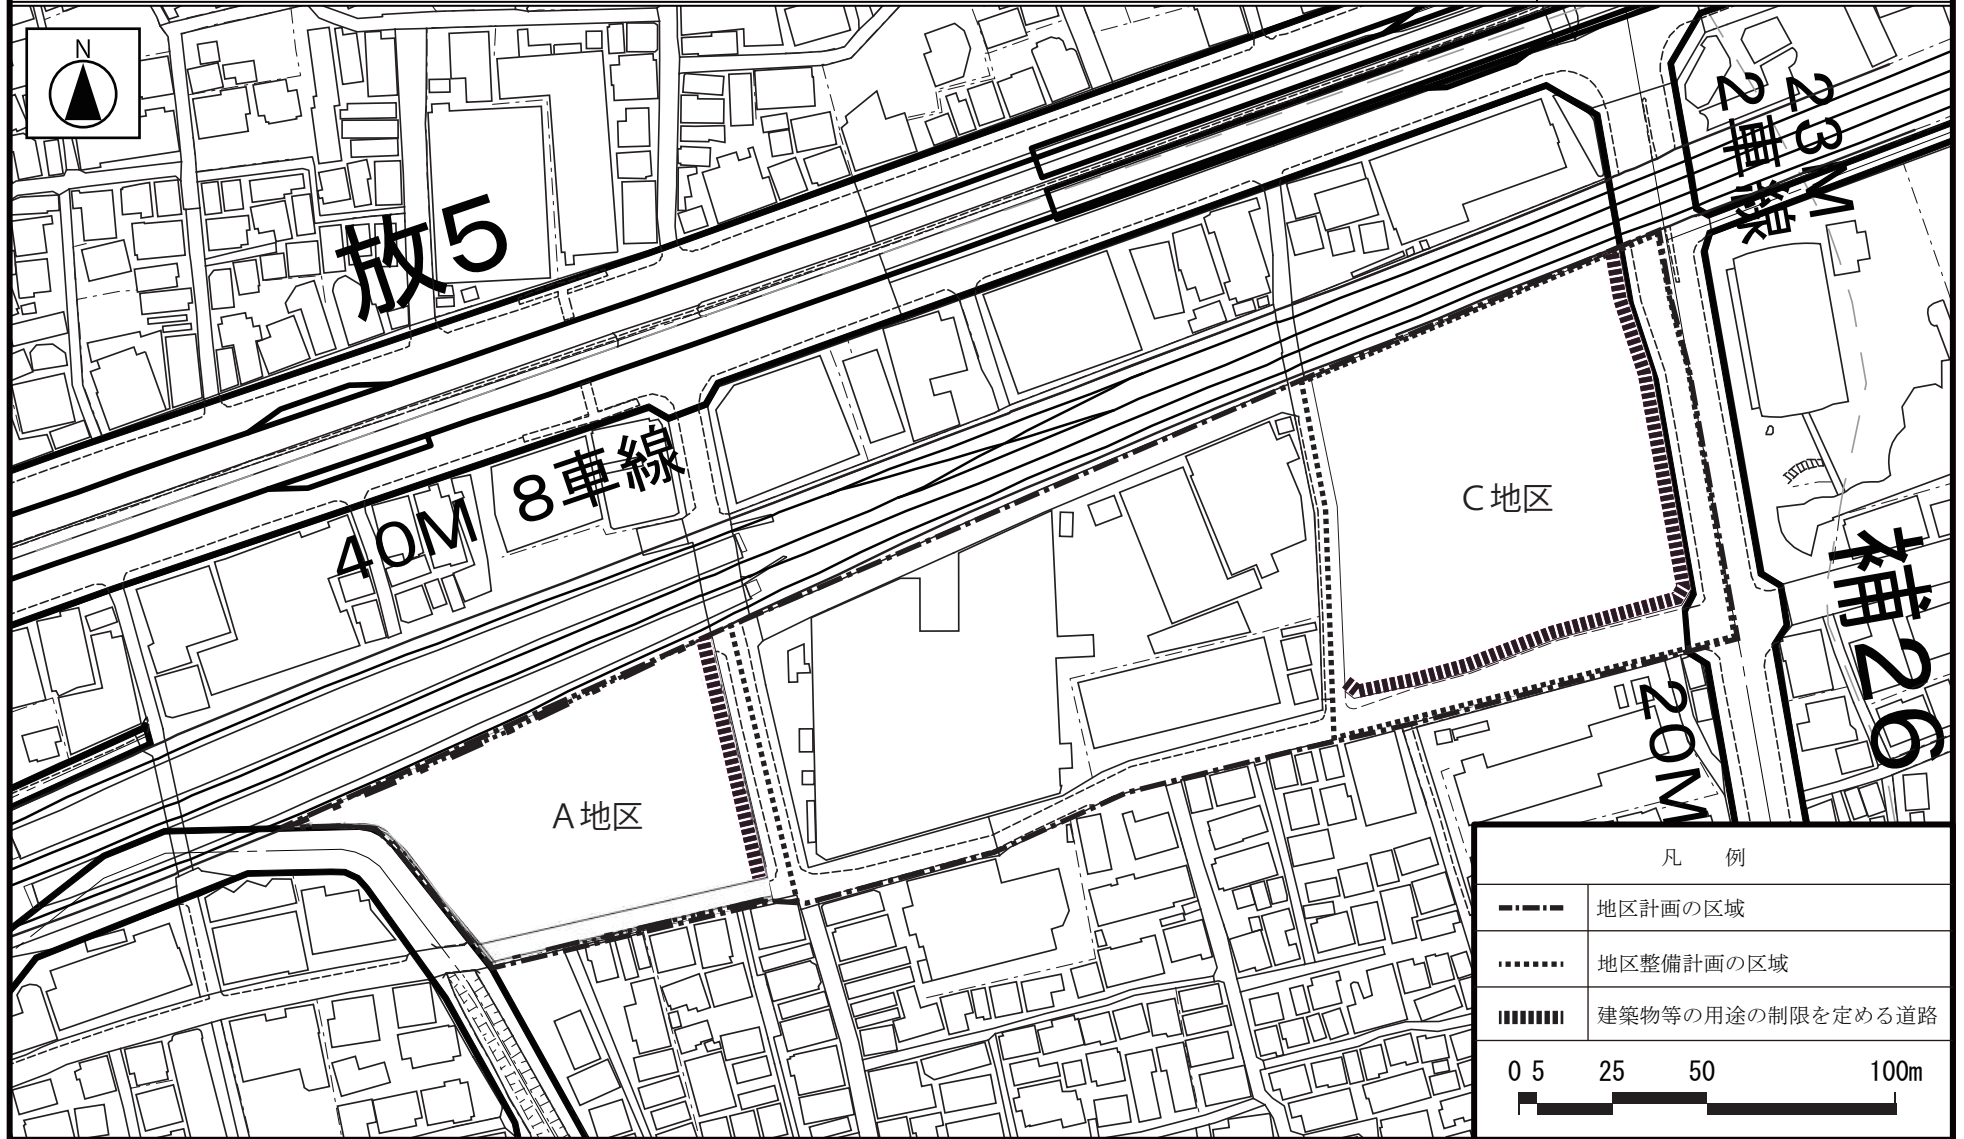 N
放5
23M
2車線
8車線
40M
C地区
補26
20M
A地区
凡 例
地区計画の区域
地区整備計画の区域
建築物等の用途の制限を定める道路
0 5 25 50 100m